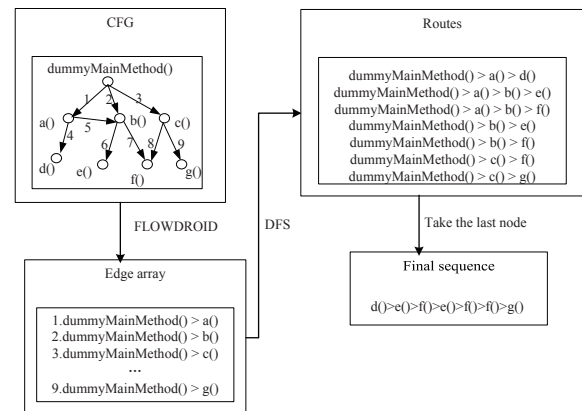 CFG
dummyMainMethod()
1
2
3
a()
b()
c()
4
5
6
7
8
9
d()
e()
f()
g()
FLOWDROID
Edge array
1.dummyMainMethod() > a()
2.dummyMainMethod() > b()
3.dummyMainMethod() > c()
...
9.dummyMainMethod() > g()
DFS
Routes
dummyMainMethod() > a() > d()
dummyMainMethod() > a() > b() > e()
dummyMainMethod() > a() > b() > f()
dummyMainMethod() > b() > e()
dummyMainMethod() > b() > f()
dummyMainMethod() > c() > f()
dummyMainMethod() > c() > g()
Take the last node
Final sequence
d()>e()>f()>e()>f()>f()>g()